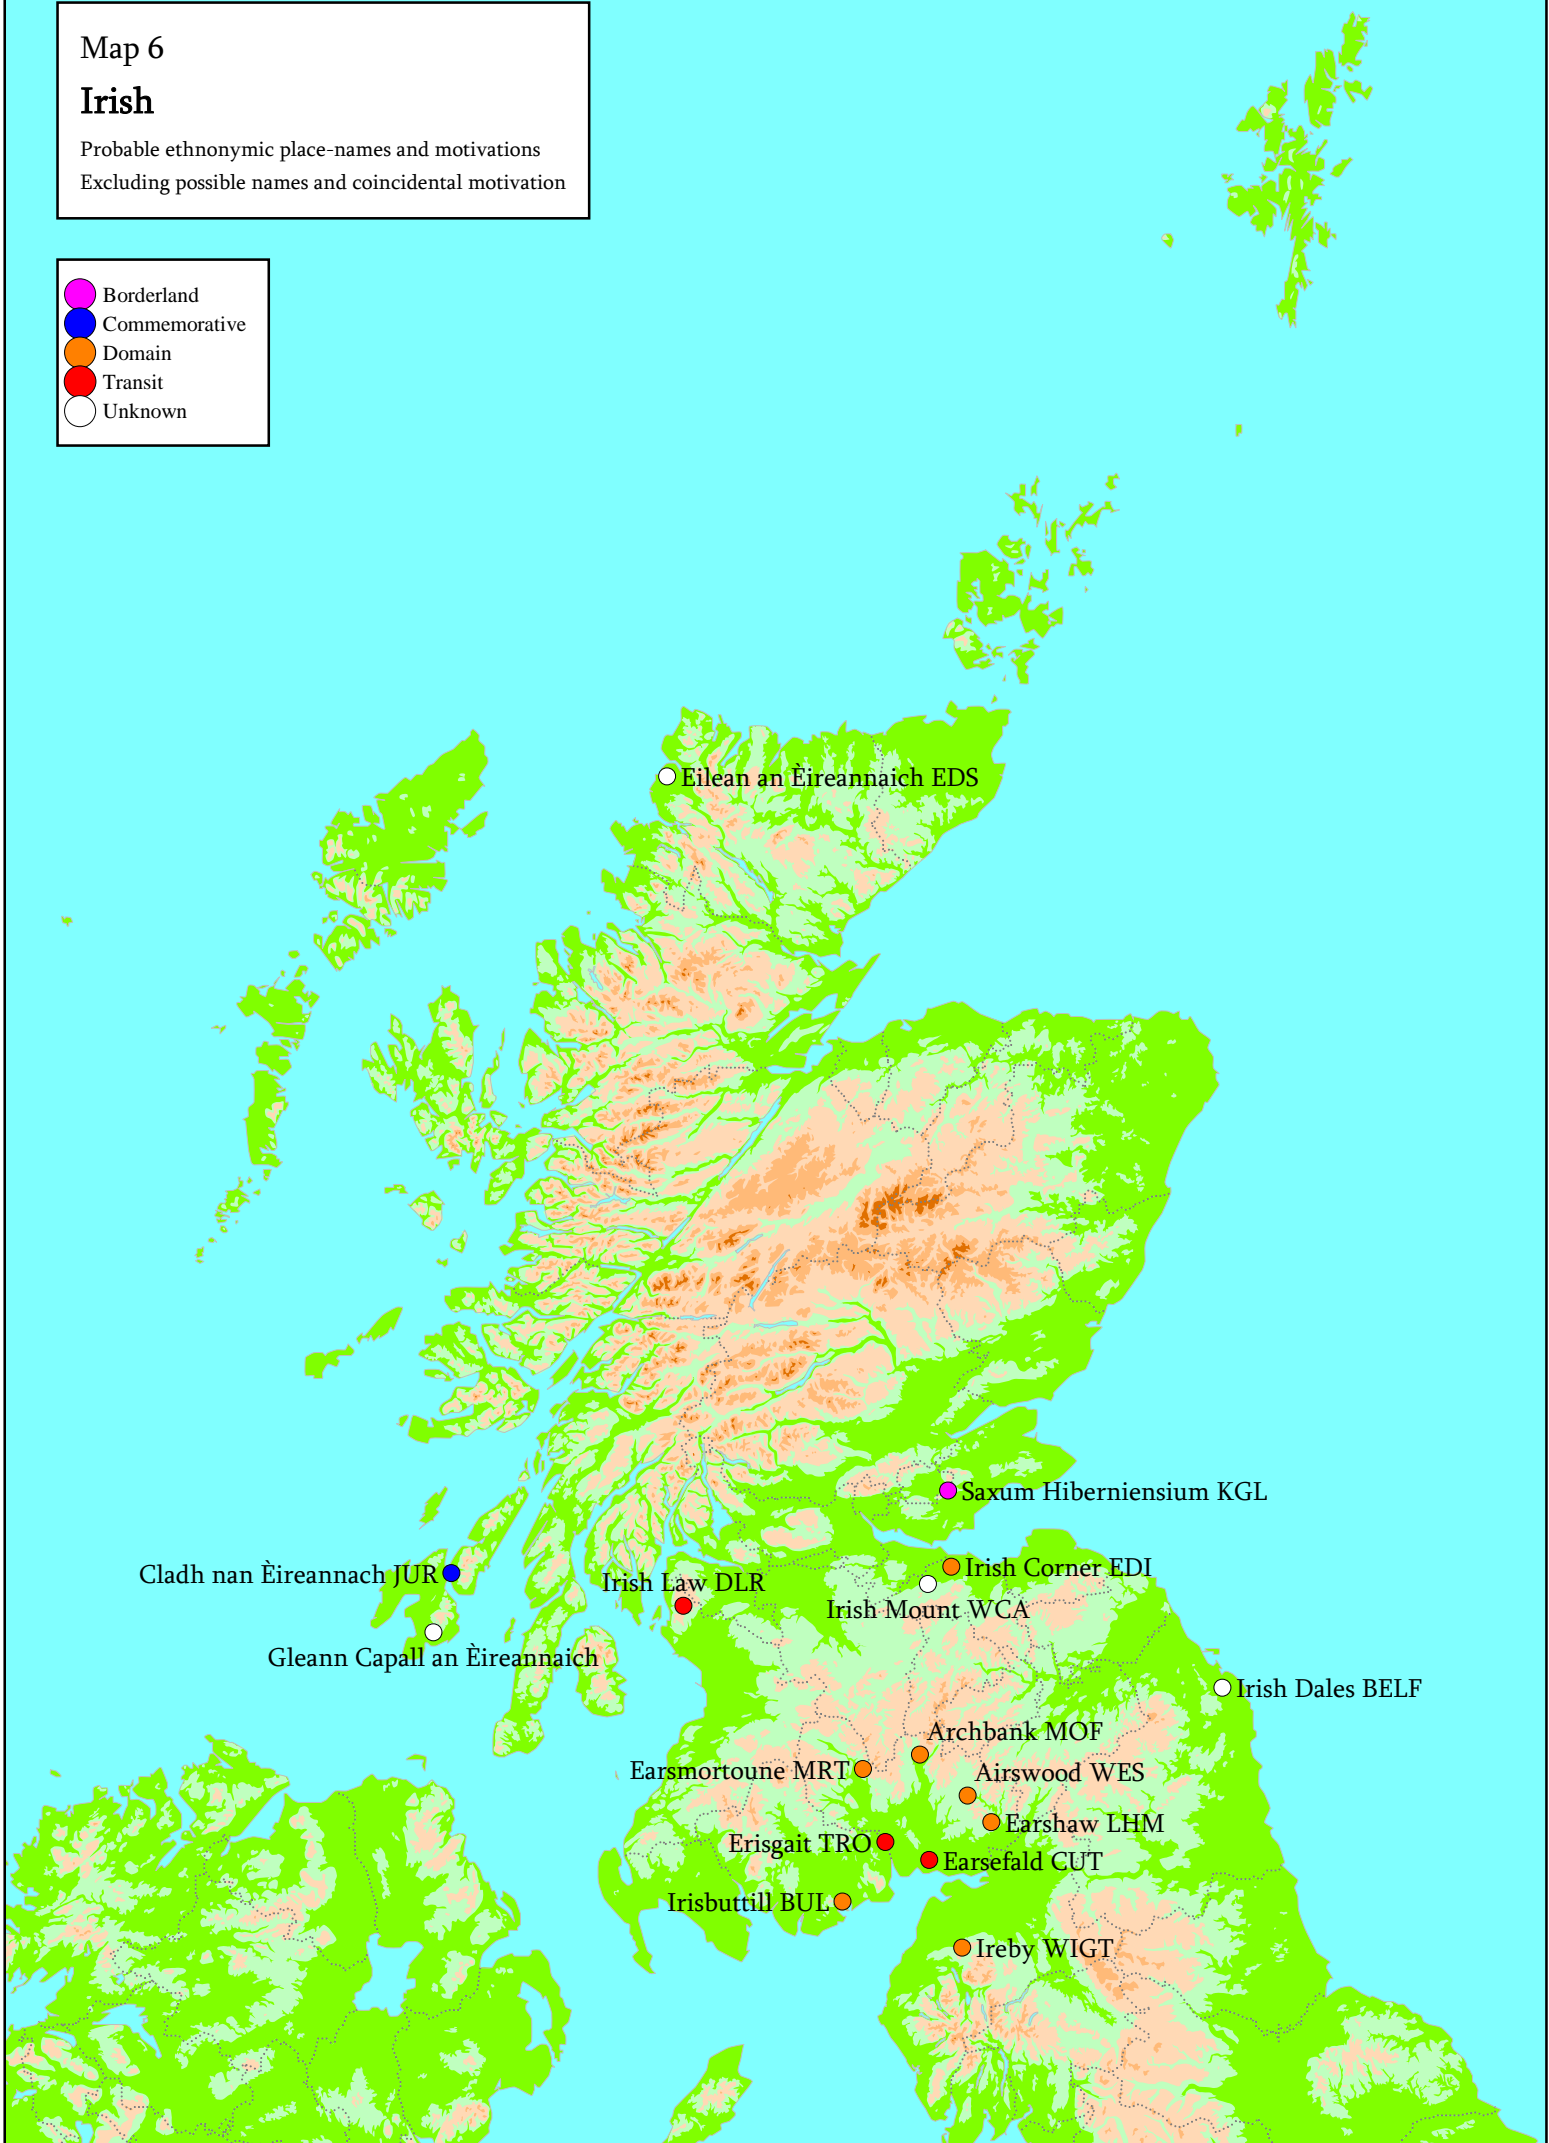 Map 6
Irish
Probable ethnonymic place-names and motivations
Excluding possible names and coincidental motivation
Borderland
Commemorative
Domain
Transit
Unknown
Eilean an Èireannaich EDS
Saxum Hiberniensium KGL
Cladh nan Èireannach JUR
Irish Law DLR
Irish Corner EDI
Irish Mount WCA
Gleann Capall an Èireannaich
Irish Dales BELF
Archbank MOF
Earsmortoune MRT
Airswood WES
Earshaw LHM
Erisgait TRO
Earsefald CUT
Irisbuttill BUL
Ireby WIGT